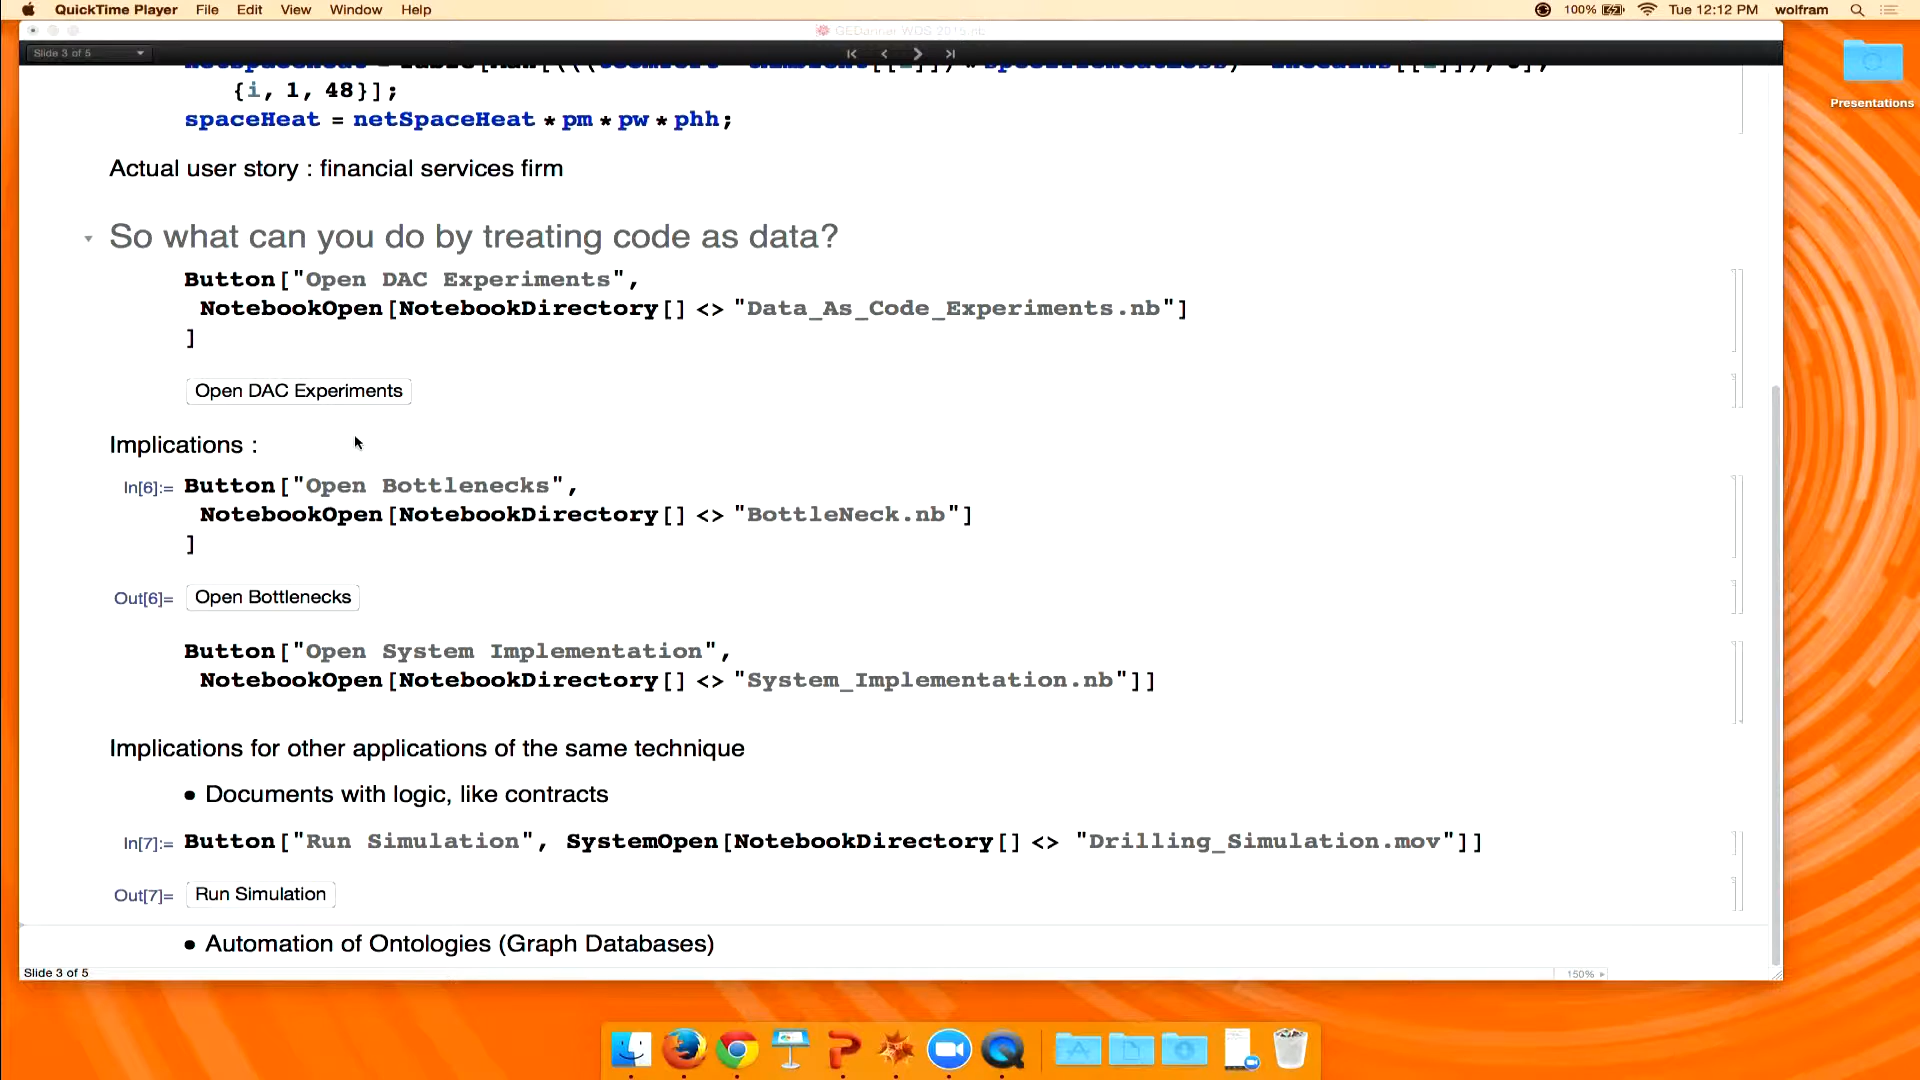 QuickTime Player File Edit View Window Help 100% Tue 12:12 PM wolfram
GEDanner WOS 2015.nb
Slide 3 of 5
{i, 1, 48}];
spaceHeat = netSpaceHeat * pm * pw * phh;
Presentations
Actual user story : financial services firm
So what can you do by treating code as data?
Button["Open DAC Experiments",
NotebookOpen[NotebookDirectory[] <> "Data_As_Code_Experiments.nb"]
]
Open DAC Experiments
Implications :
In[6]:= Button["Open Bottlenecks",
NotebookOpen[NotebookDirectory[] <> "BottleNeck.nb"]
]
Out[6]= Open Bottlenecks
Button["Open System Implementation",
NotebookOpen[NotebookDirectory[] <> "System_Implementation.nb"]]
Implications for other applications of the same technique
• Documents with logic, like contracts
In[7]:= Button["Run Simulation", SystemOpen[NotebookDirectory[] <> "Drilling_Simulation.mov"]]
Out[7]= Run Simulation
• Automation of Ontologies (Graph Databases)
Slide 3 of 5
150%